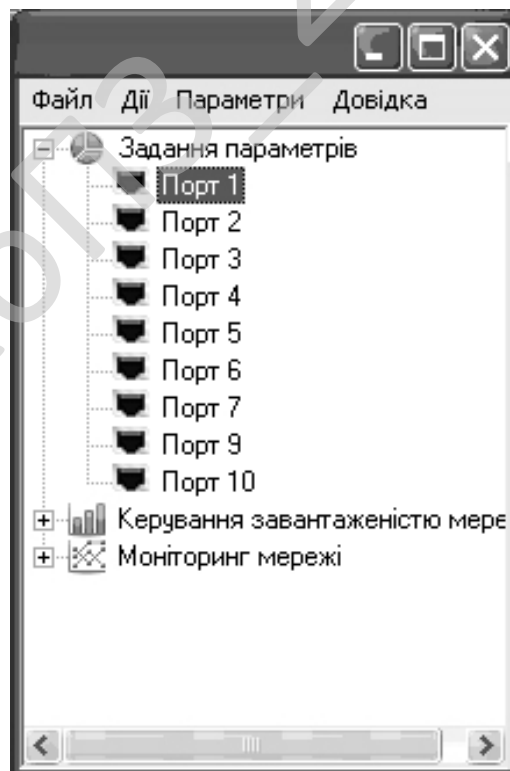 Файл Дії Параметри Довідка
Задання параметрів
Порт 1
Порт 2
Порт 3
Порт 4
Порт 5
Порт 6
Порт 7
Порт 9
Порт 10
Керування завантаженістю мере
Моніторинг мережі